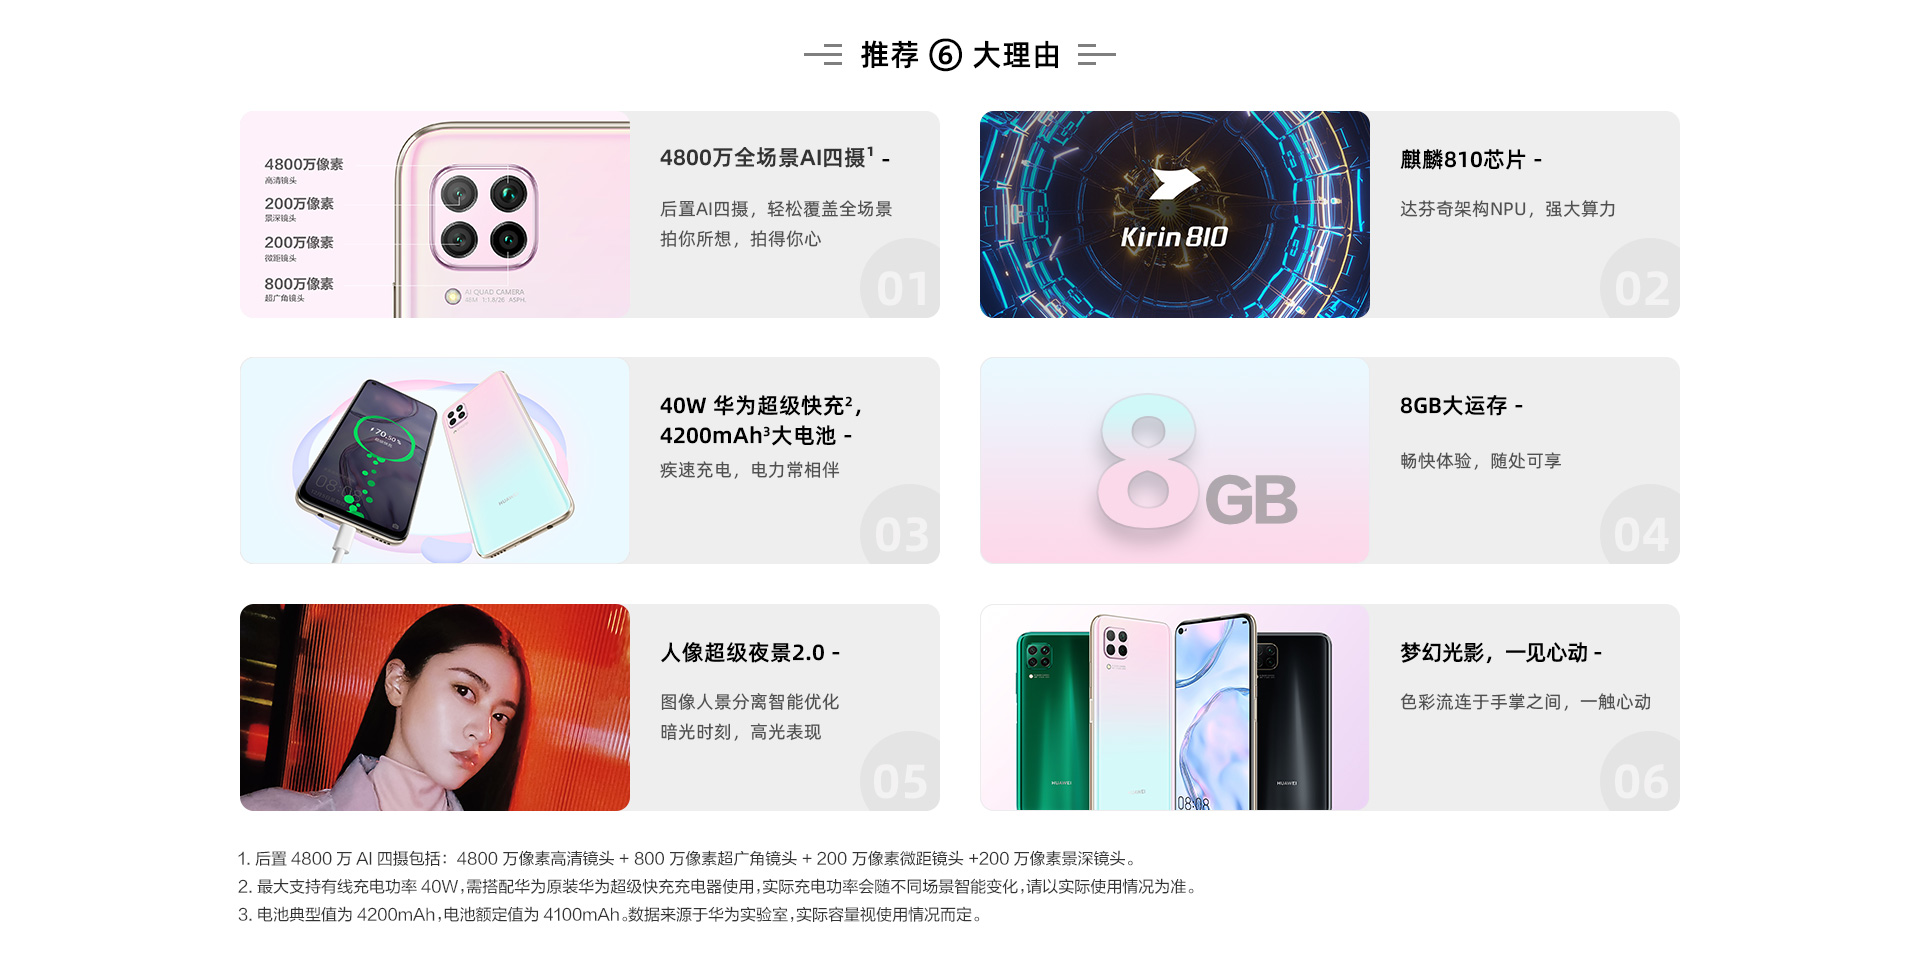 推荐 ⑥ 大理由
4800万像素
高清镜头
200万像素
景深镜头
200万像素
微距镜头
800万像素
超广角镜头
AI QUAD CAMERA
4800万全场景AI四摄¹ -
后置AI四摄，轻松覆盖全场景
拍你所想，拍得你心
01
Kirin 810
麒麟810芯片 -
达芬奇架构NPU，强大算力
02
HUAWEI
40W 华为超级快充²，
4200mAh³大电池 -
疾速充电，电力常相伴
03
8GB
8GB大运存 -
畅快体验，随处可享
04
人像超级夜景2.0 -
图像人景分离智能优化
暗光时刻，高光表现
05
HUAWEI
08:08
HUAWEI
梦幻光影，一见心动 -
色彩流连于手掌之间，一触心动
06
1. 后置 4800 万 AI 四摄包括：4800 万像素高清镜头 + 800 万像素超广角镜头 + 200 万像素微距镜头 +200 万像素景深镜头。
2. 最大支持有线充电功率 40W，需搭配华为原装华为超级快充充电器使用，实际充电功率会随不同场景智能变化，请以实际使用情况为准。
3. 电池典型值为 4200mAh，电池额定值为 4100mAh。数据来源于华为实验室，实际容量视使用情况而定。